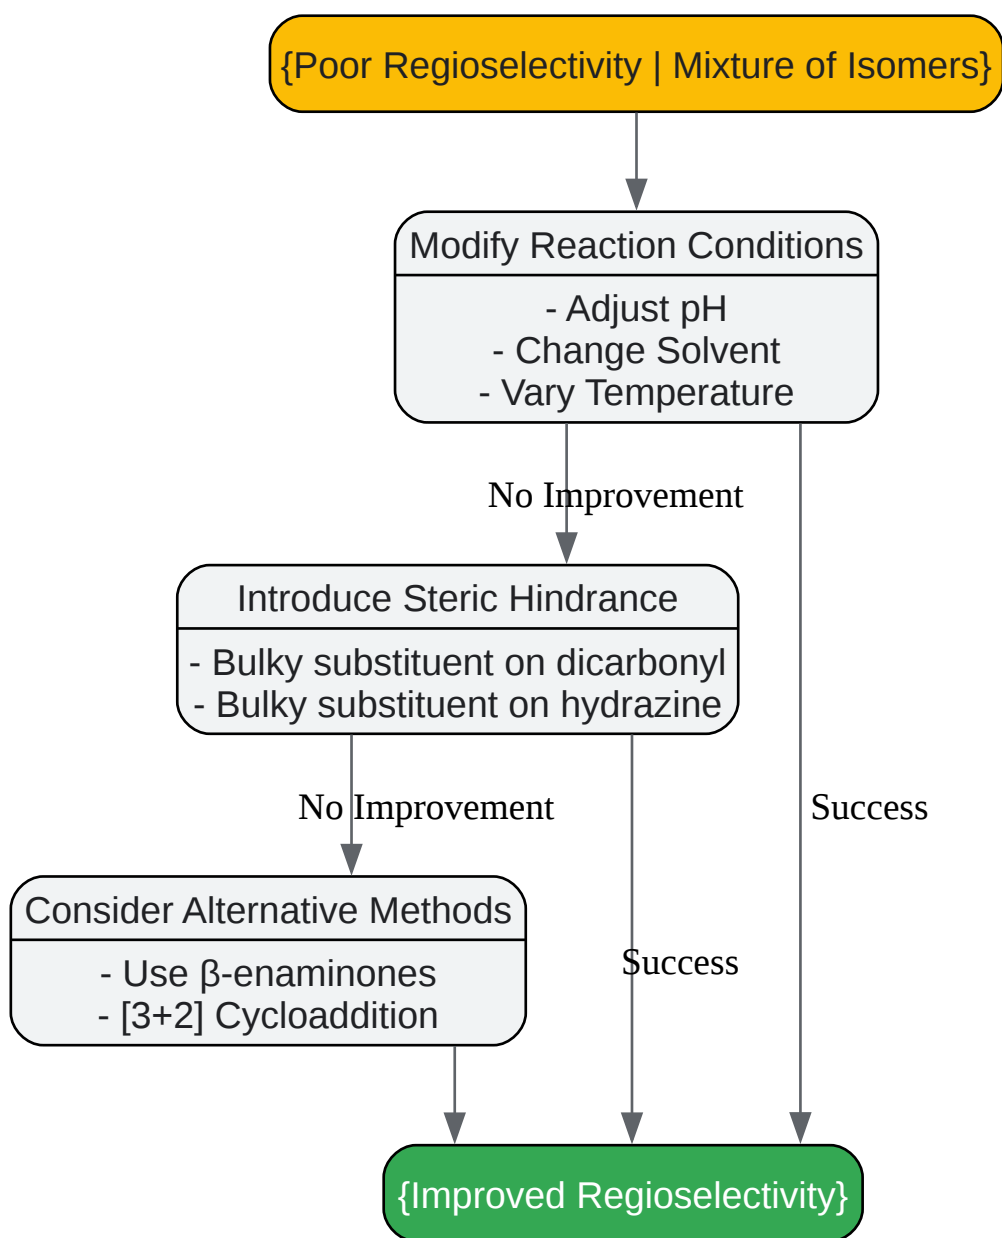 {Poor Regioselectivity | Mixture of Isomers}
Modify Reaction Conditions
- Adjust pH
- Change Solvent
- Vary Temperature
No Improvement
Introduce Steric Hindrance
- Bulky substituent on dicarbonyl
- Bulky substituent on hydrazine
No Improvement
Success
Consider Alternative Methods
- Use β-enaminones
- [3+2] Cycloaddition
Success
{Improved Regioselectivity}